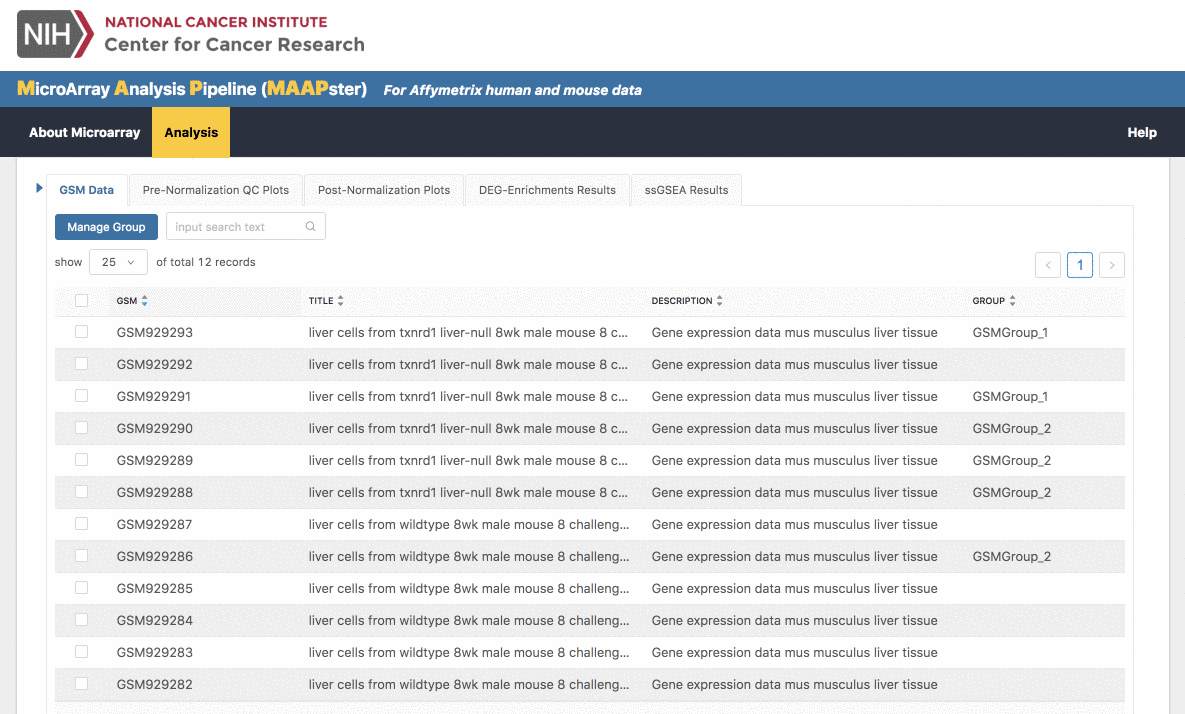 NIH
NATIONAL CANCER INSTITUTE
Center for Cancer Research
MicroArray Analysis Pipeline (MAAPster) For Affymetrix human and mouse data
About Microarray Analysis Help
GSM Data Pre-Normalization QC Plots Post-Normalization Plots DEG-Enrichments Results ssGSEA Results
Manage Group input search text
show 25 of total 12 records < 1 >
GSM TITLE DESCRIPTION GROUP
GSM929293 liver cells from txnrd1 liver-null 8wk male mouse 8 c... Gene expression data mus musculus liver tissue GSMGroup_1
GSM929292 liver cells from txnrd1 liver-null 8wk male mouse 8 c... Gene expression data mus musculus liver tissue
GSM929291 liver cells from txnrd1 liver-null 8wk male mouse 8 c... Gene expression data mus musculus liver tissue GSMGroup_1
GSM929290 liver cells from txnrd1 liver-null 8wk male mouse 8 c... Gene expression data mus musculus liver tissue GSMGroup_2
GSM929289 liver cells from txnrd1 liver-null 8wk male mouse 8 c... Gene expression data mus musculus liver tissue GSMGroup_2
GSM929288 liver cells from txnrd1 liver-null 8wk male mouse 8 c... Gene expression data mus musculus liver tissue GSMGroup_2
GSM929287 liver cells from wildtype 8wk male mouse 8 challeng... Gene expression data mus musculus liver tissue
GSM929286 liver cells from wildtype 8wk male mouse 8 challeng... Gene expression data mus musculus liver tissue GSMGroup_2
GSM929285 liver cells from wildtype 8wk male mouse 8 challeng... Gene expression data mus musculus liver tissue
GSM929284 liver cells from wildtype 8wk male mouse 8 challeng... Gene expression data mus musculus liver tissue
GSM929283 liver cells from wildtype 8wk male mouse 8 challeng... Gene expression data mus musculus liver tissue
GSM929282 liver cells from wildtype 8wk male mouse 8 challeng... Gene expression data mus musculus liver tissue